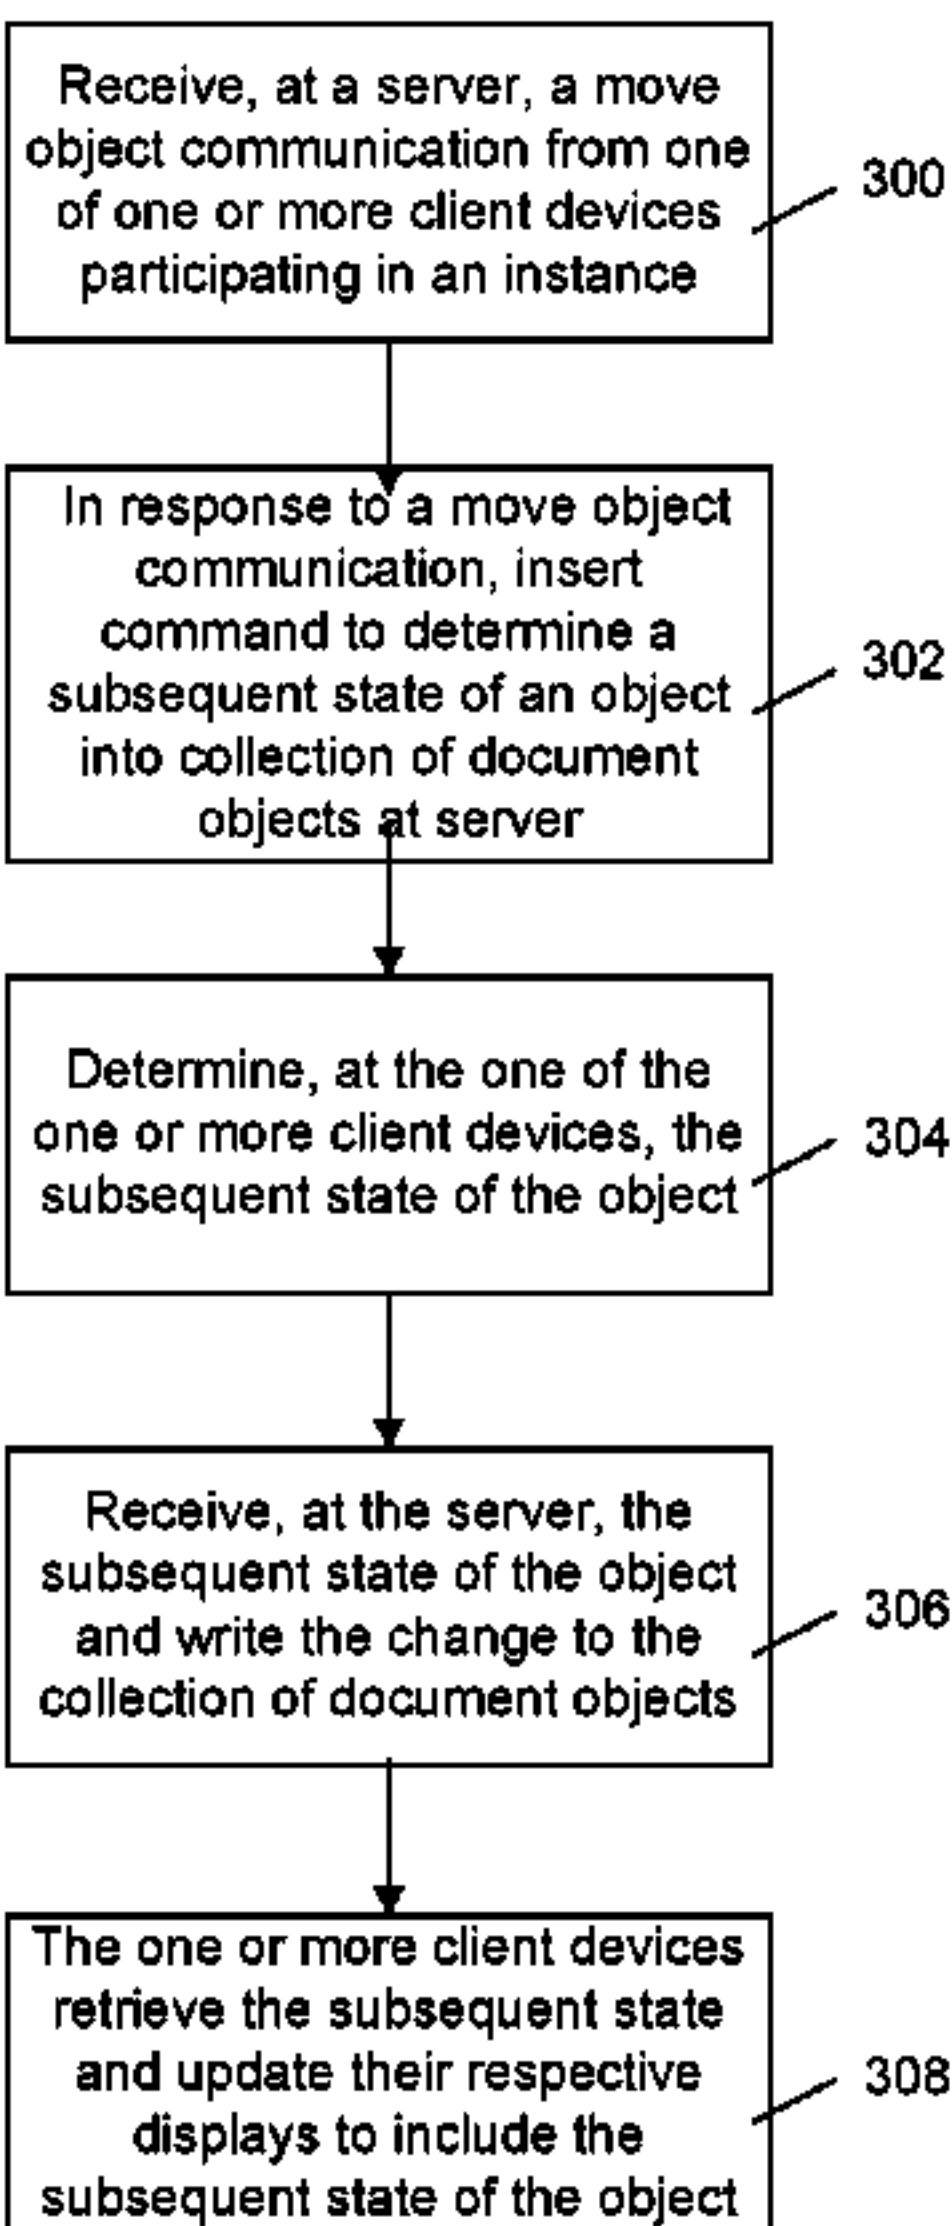 Receive, at a server, a move
object communication from one
of one or more client devices
participating in an instance
300
In response to a move object
communication, insert
command to determine a
subsequent state of an object
into collection of document
objects at server
302
Determine, at the one of the
one or more client devices, the
subsequent state of the object
304
Receive, at the server, the
subsequent state of the object
and write the change to the
collection of document objects
306
The one or more client devices
retrieve the subsequent state
and update their respective
displays to include the
subsequent state of the object
308